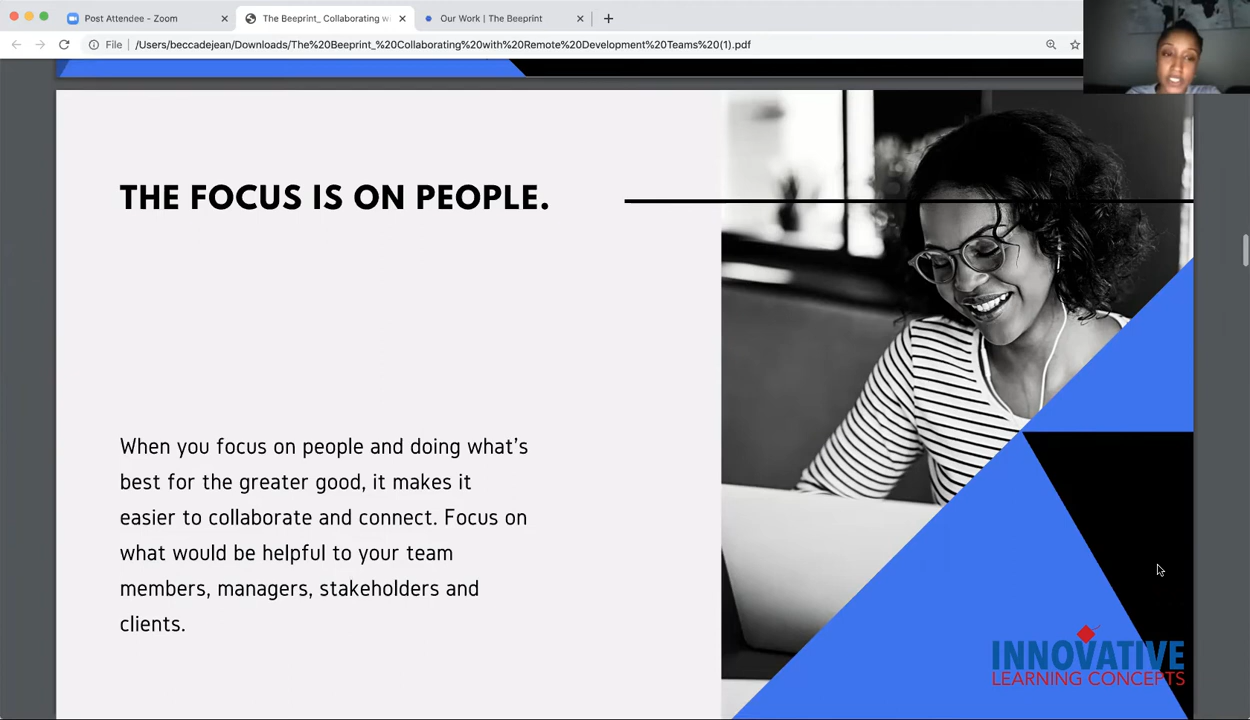 Post Attendee - Zoom
The Beeprint_ Collaborating w
Our Work | The Beeprint
File
/Users/beccadejean/Downloads/The%20Beeprint_%20Collaborating%20with%20Remote%20Development%20Teams%20(1).pdf
THE FOCUS IS ON PEOPLE.
When you focus on people and doing what's
best for the greater good, it makes it
easier to collaborate and connect. Focus on
what would be helpful to your team
members, managers, stakeholders and
clients.
INNOVATIVE
LEARNING CONCEPTS